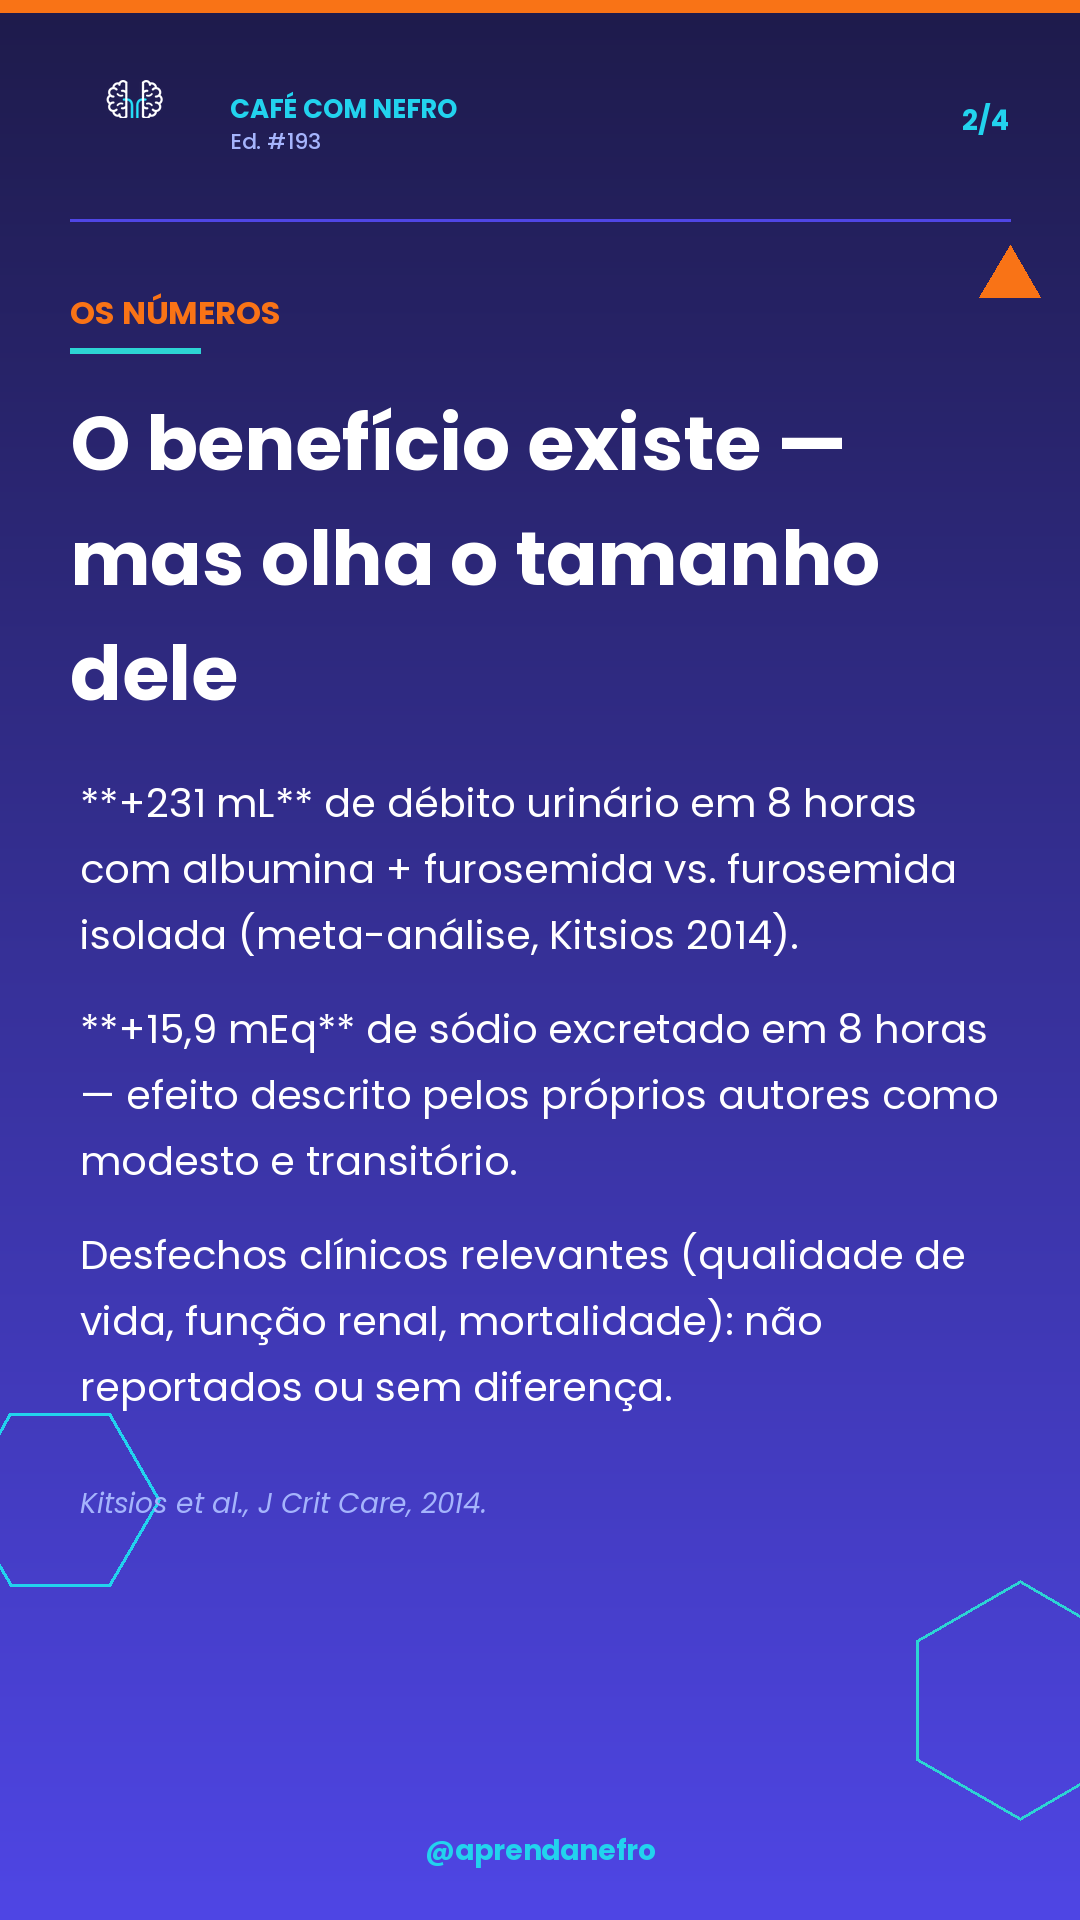 CAFÉ COM NEFRO
Ed. #193
2/4
OS NÚMEROS
O benefício existe —
mas olha o tamanho
dele
**+231 mL** de débito urinário em 8 horas
com albumina + furosemida vs. furosemida
isolada (meta-análise, Kitsios 2014).
**+15,9 mEq** de sódio excretado em 8 horas
— efeito descrito pelos próprios autores como
modesto e transitório.
Desfechos clínicos relevantes (qualidade de
vida, função renal, mortalidade): não
reportados ou sem diferença.
Kitsios et al., J Crit Care, 2014.
@aprendanefro